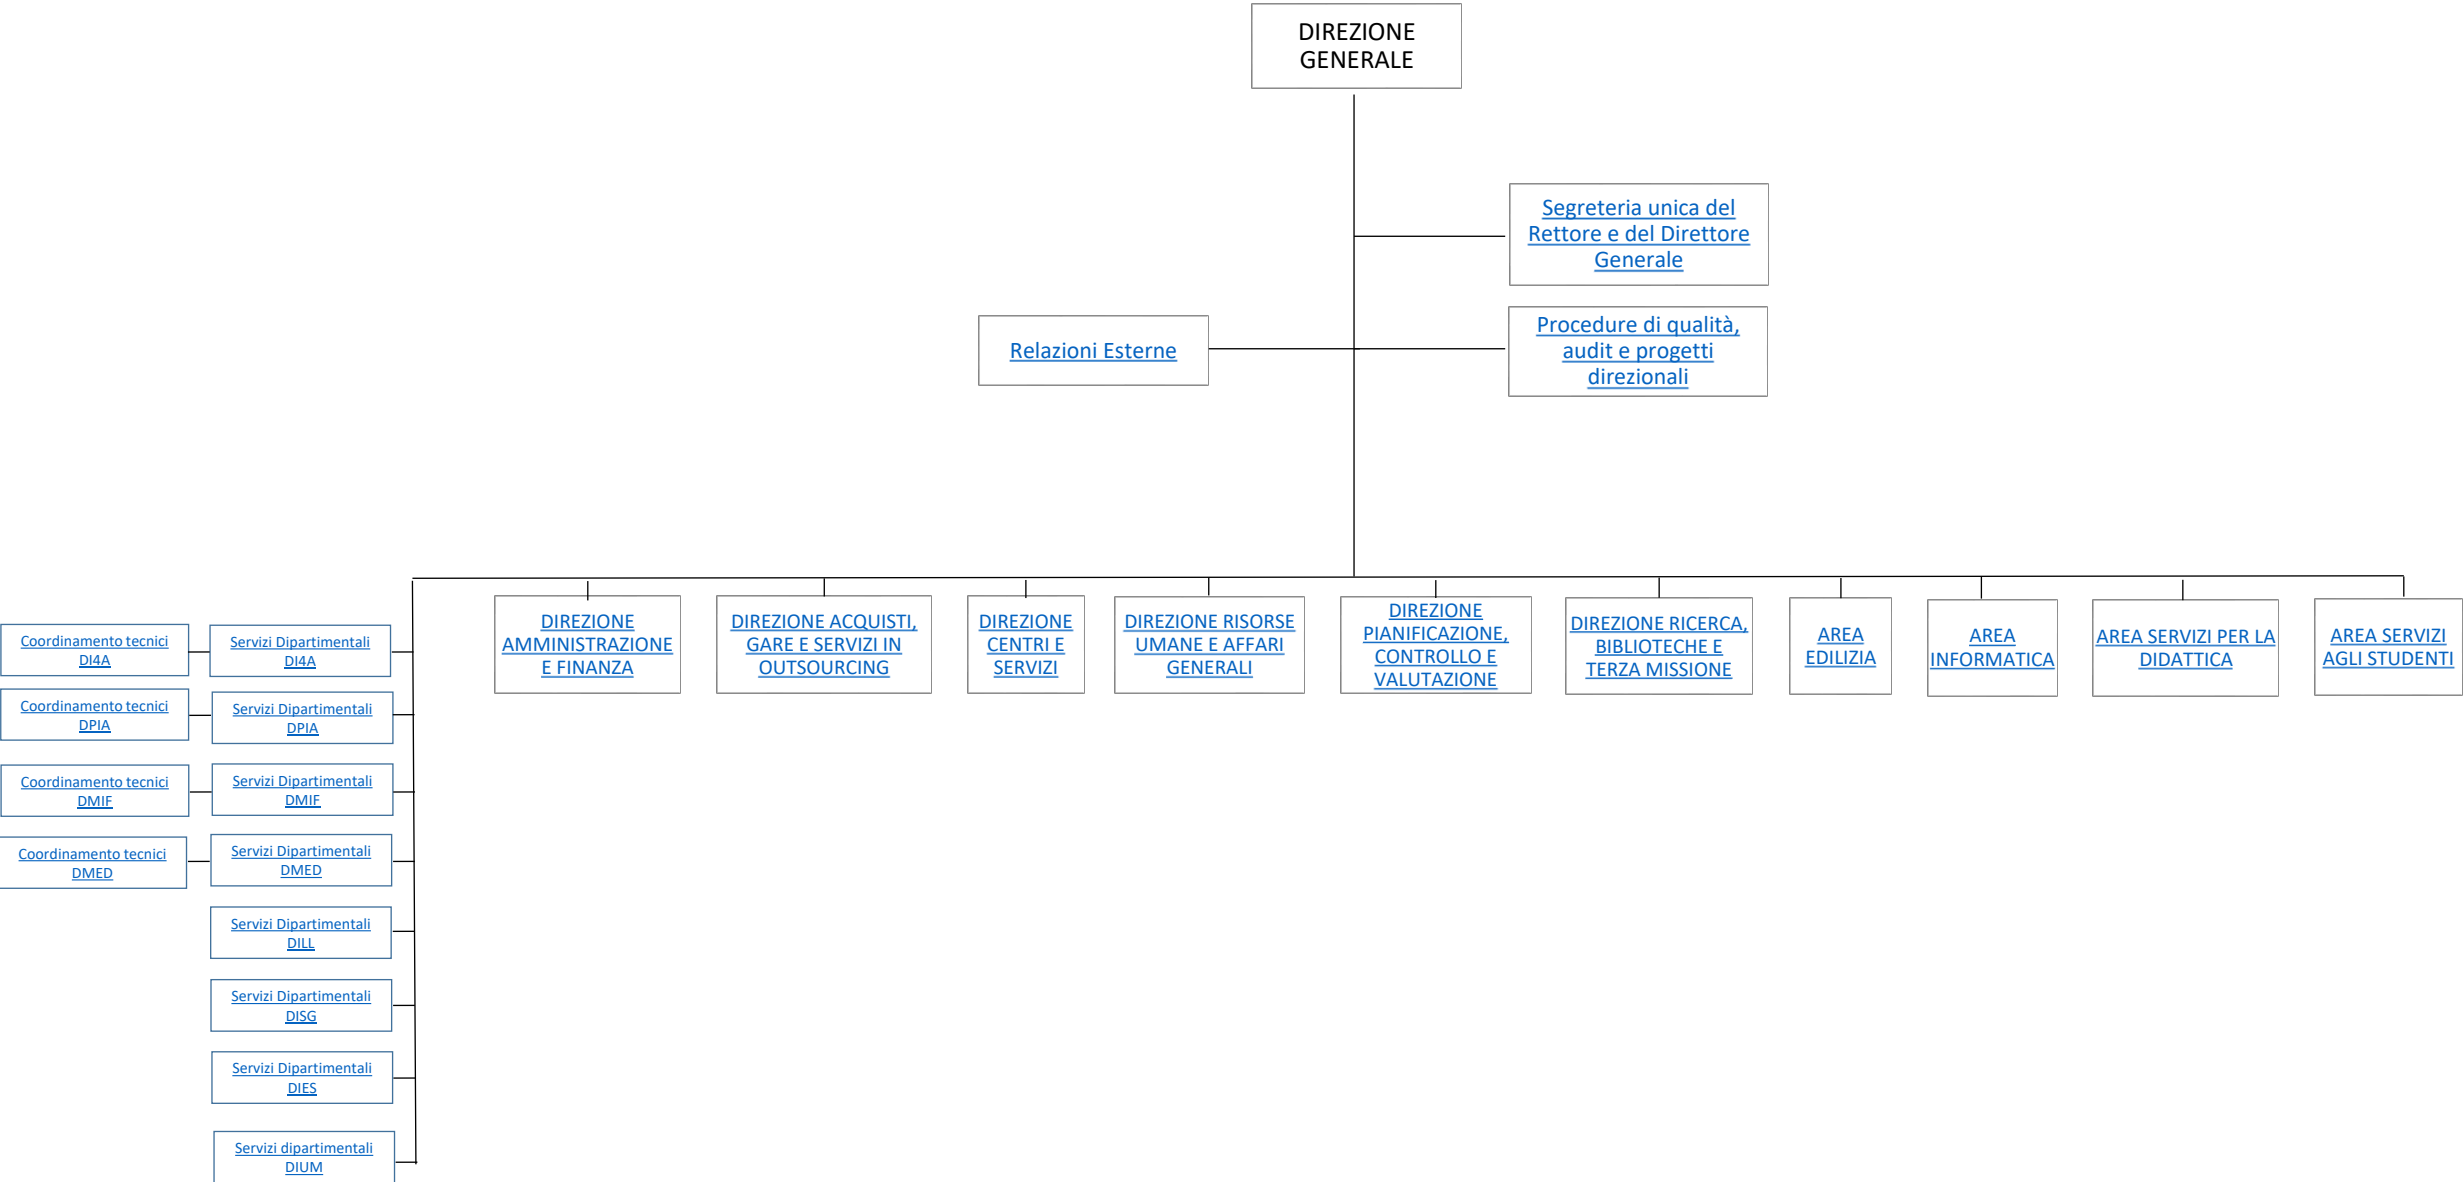 DIREZIONE
GENERALE
Segreteria unica del
Rettore e del Direttore
Generale
Relazioni Esterne
Procedure di qualità,
audit e progetti
direzionali
DIREZIONE
AMMINISTRAZIONE
E FINANZA
DIREZIONE ACQUISTI,
GARE E SERVIZI IN
OUTSOURCING
DIREZIONE
CENTRI E
SERVIZI
DIREZIONE RISORSE
UMANE E AFFARI
GENERALI
DIREZIONE
PIANIFICAZIONE,
CONTROLLO E
VALUTAZIONE
DIREZIONE RICERCA,
BIBLIOTECHE E
TERZA MISSIONE
AREA
EDILIZIA
AREA
INFORMATICA
AREA SERVIZI PER LA
DIDATTICA
AREA SERVIZI
AGLI STUDENTI
Coordinamento tecnici
DI4A
Servizi Dipartimentali
DI4A
Coordinamento tecnici
DPIA
Servizi Dipartimentali
DPIA
Coordinamento tecnici
DMIF
Servizi Dipartimentali
DMIF
Coordinamento tecnici
DMED
Servizi Dipartimentali
DMED
Servizi Dipartimentali
DILL
Servizi Dipartimentali
DISG
Servizi Dipartimentali
DIES
Servizi dipartimentali
DIUM